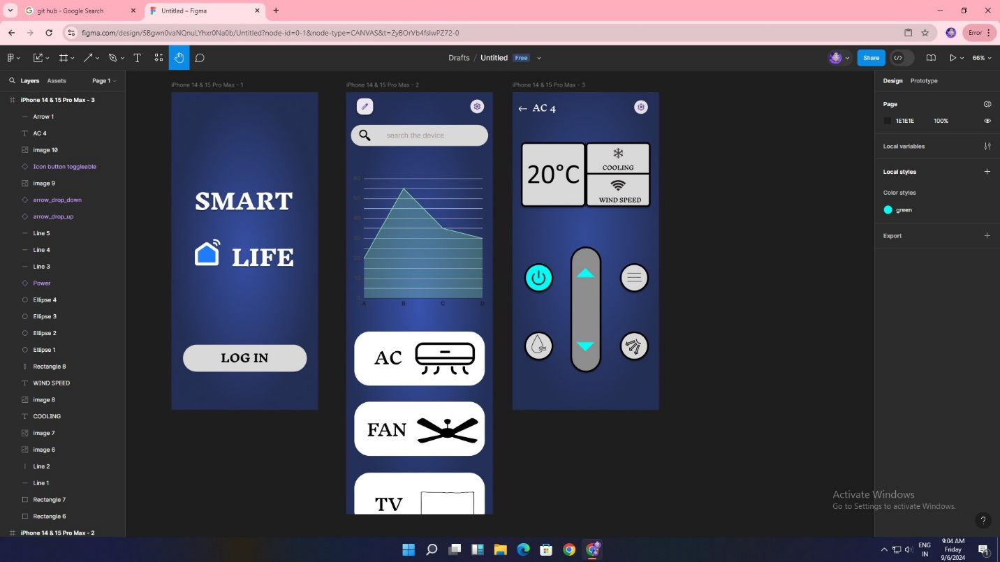 git hub - Google Search
Untitled – Figma
figma.com/design/5Bgwn0vaNQnuLYhxr0Na0b/Untitled?node-id=0-1&node-type=CANVAS&t=ZyBOrVb4fslwPZ72-0
Error
Drafts / Untitled Free
Share
66%
Layers Assets Page 1
iPhone 14 & 15 Pro Max - 3
Arrow 1
AC 4
image 10
Icon button toggleable
image 9
arrow_drop_down
arrow_drop_up
Line 5
Line 4
Line 3
Power
Ellipse 4
Ellipse 3
Ellipse 2
Ellipse 1
Rectangle 8
WIND SPEED
image 8
COOLING
image 7
image 6
Line 2
Line 1
Rectangle 7
Rectangle 6
iPhone 14 & 15 Pro Max - 2
iPhone 14 & 15 Pro Max - 1
SMART
LIFE
LOG IN
iPhone 14 & 15 Pro Max - 2
search the device
60
50
40
30
20
10
0
A B C D
AC
FAN
TV
iPhone 14 & 15 Pro Max - 3
AC 4
20°C
COOLING
WIND SPEED
Design Prototype
Page
1E1E1E 100%
Local variables
Local styles
Color styles
green
Export
Activate Windows
Go to Settings to activate Windows.
?
ENG
IN
9:04 AM
Friday
9/6/2024
1